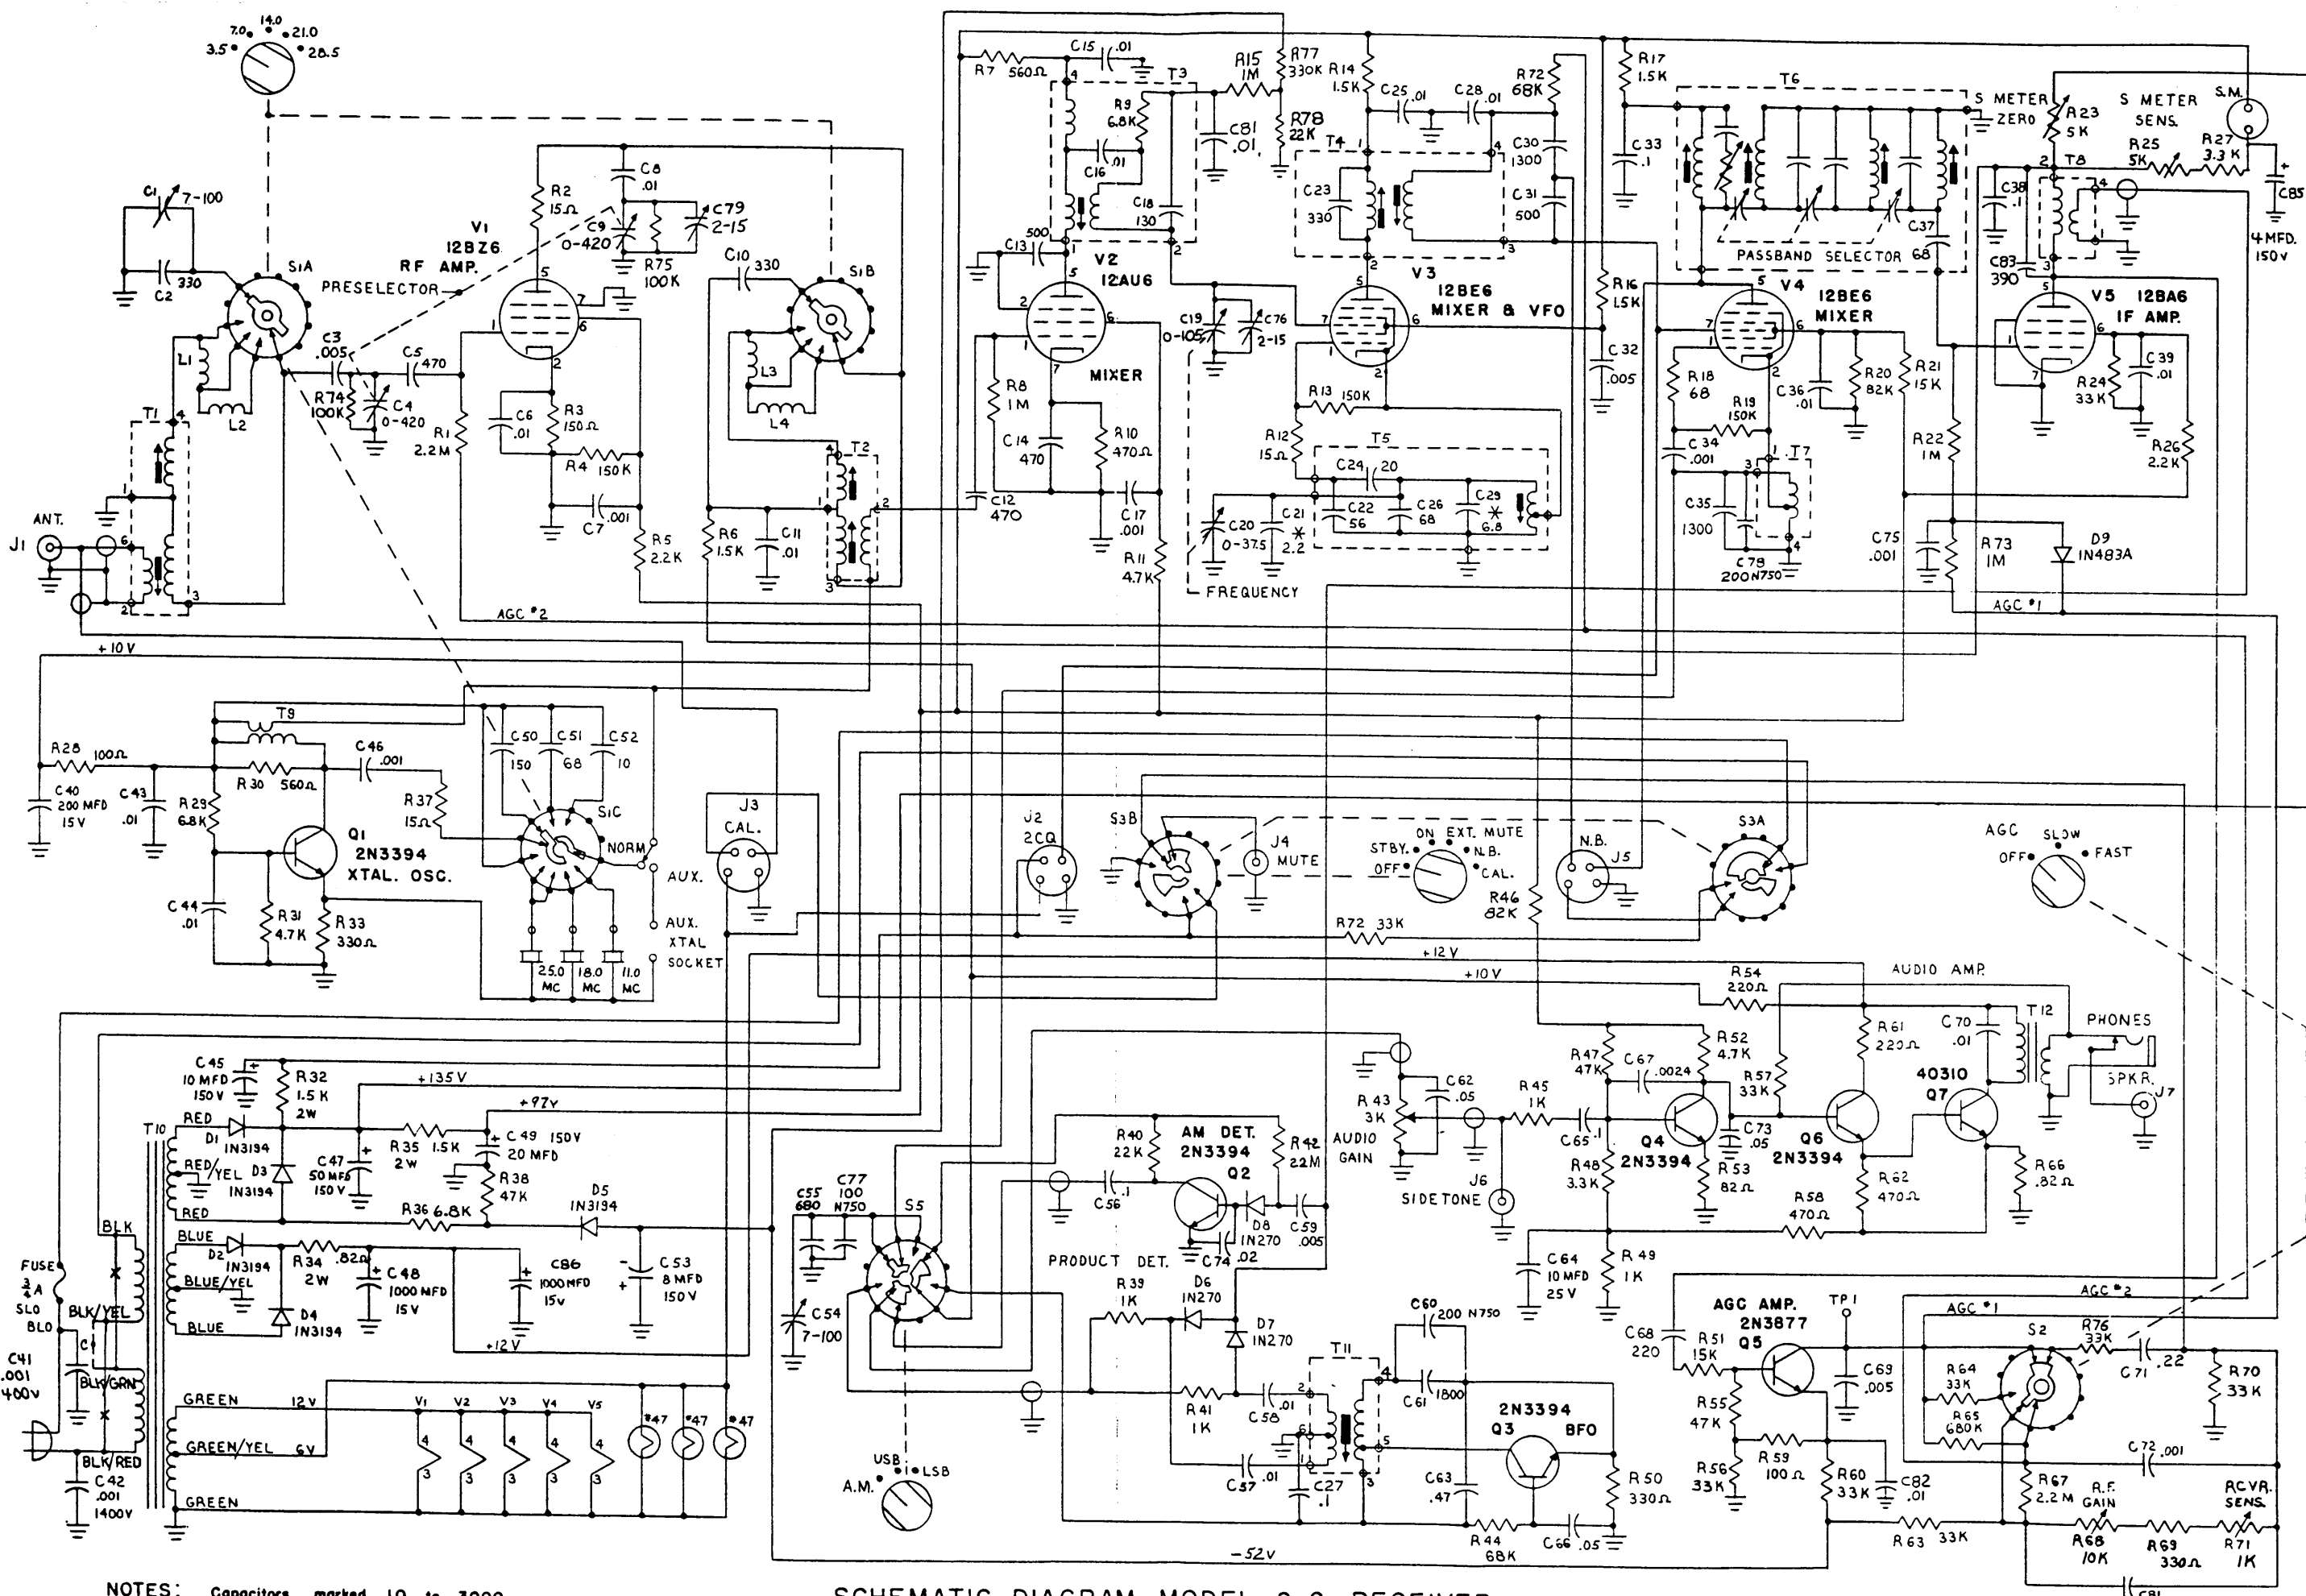 3.5 7.0 14.0 21.0 28.5
C1 7-100
C2 330
S1A
L1
L2
T1
ANT.
J1
C3 .005
R74 100K
C4 0-420
C5 470
R1 2.2M
V1
12BZ6
RF AMP.
PRESELECTOR
R2 15Ω
C8 .01
C9 0-420
R75 100K
C79 2-15
C6 .01
R3 150Ω
R4 150K
C7 .001
R5 2.2K
C10 330
S1B
L3
L4
T2
R6 1.5K
C11 .01
C12 470
AGC #2
R7 560Ω
C15 .01
T3
R9 6.8K
C16 .01
C18 130
C13 500
V2
12AU6
MIXER
R8 1M
C14 470
R10 470Ω
C17 .001
R11 4.7K
R15 1M
R77 330K
C81 .01
R78 22K
R14 1.5K
C25 .01
C28 .01
T4
C23 330
R72 68K
C30 1300
C31 500
V3
12BE6
MIXER & VFO
C19 0-105
C76 2-15
R13 150K
R12 15Ω
T5
C24 20
C22 56
C26 68
C29 * 6.8
C20 0-37.5
C21 * 2.2
FREQUENCY
R16 1.5K
C32 .005
R17 1.5K
C33 .1
T6
PASSBAND SELECTOR
C37 68
V4
12BE6
MIXER
R18 68
R19 150K
C34 .001
C35 1300
C78 200 N750
T7
C36 .01
R20 82K
R21 15K
S METER ZERO
R23 5K
S METER SENS.
R25 5K
R27 3.3K
S.M.
C85 4 MFD. 150V
C38 .1
T8
C83 390
V5 12BA6
IF AMP.
R24 33K
C39 .01
R26 2.2K
R22 1M
C75 .001
R73 1M
D9 1N483A
AGC #1
+10V
R28 100Ω
C40 200 MFD 15V
C43 .01
R29 6.8K
T9
R30 560Ω
C46 .001
R37 15Ω
Q1
2N3394
XTAL. OSC.
C44 .01
R31 4.7K
R33 330Ω
C50 150
C51 68
C52 10
S1C
NORM
AUX.
AUX. XTAL SOCKET
25.0 MC
18.0 MC
11.0 MC
J3 CAL.
J2 2CQ
S3B
J4 MUTE
OFF STBY. ON EXT. MUTE N.B. CAL.
N.B.
J5
S3A
R72 33K
R46 82K
+12V
+10V
AGC
OFF SLOW FAST
AUDIO AMP.
R54 220Ω
R47 47K
C67 .0024
R52 4.7K
R57 33K
R61 220Ω
C70 .01
T12
PHONES
SPKR.
J7
C62 .05
R43 3K
AUDIO GAIN
R45 1K
C65 .1
Q4
2N3394
C73 .05
Q6
2N3394
40310
Q7
R48 3.3K
R53 82Ω
R58 470Ω
R62 470Ω
R66 .82Ω
J6
SIDETONE
C64 10 MFD 25V
R49 1K
C45 10 MFD 150V
R32 1.5K 2W
+135V
+97V
T10
RED
D1 1N3194
RED/YEL
D3 1N3194
RED
C47 50MFD 150V
R35 1.5K 2W
C49 150V 20 MFD
R38 47K
R36 6.8K
D5 1N3194
BLUE
D2 1N3194
R34 .82Ω 2W
BLUE/YEL
C48 1000 MFD 15V
D4 1N3194
BLUE
C86 1000MFD 15V
C53 8 MFD 150V
+12V
FUSE 3/4 A SLO BLO
BLK
BLK/YEL
BLK/GRN
BLK/RED
C41 .001 1400V
C42 .001 1400V
GREEN 12V
GREEN/YEL 6V
GREEN
V1 V2 V3 V4 V5
#47 #47 #47
C55 680
C77 100 N750
S5
C54 7-100
A.M. USB LSB
R40 22K
AM DET.
2N3394
Q2
R42 2.2M
C56 .1
D8 1N270
C59 .005
C74 .02
PRODUCT DET.
R39 1K
D6 1N270
D7 1N270
C60 200 N750
T11
C61 1800
R41 1K
C58 .01
C57 .01
C27 .1
2N3394
Q3 BFO
C63 .47
R50 330Ω
R44 68K
C66 .05
-52V
C68 220
R51 15K
AGC AMP.
2N3877
Q5
TP1
C69 .005
R55 47K
R56 33K
R59 100Ω
R60 33K
C82 .01
AGC #1
AGC #2
S2
R76 33K
C71 .22
R64 33K
R65 680K
R70 33K
C72 .001
R67 2.2M
R63 33K
R.F. GAIN
R68 10K
R69 330Ω
RCVR. SENS.
R71 1K
C81
NOTES: Capacitors marked 10 to 3000
SCHEMATIC DIAGRAM MODEL 2-C RECEIVER